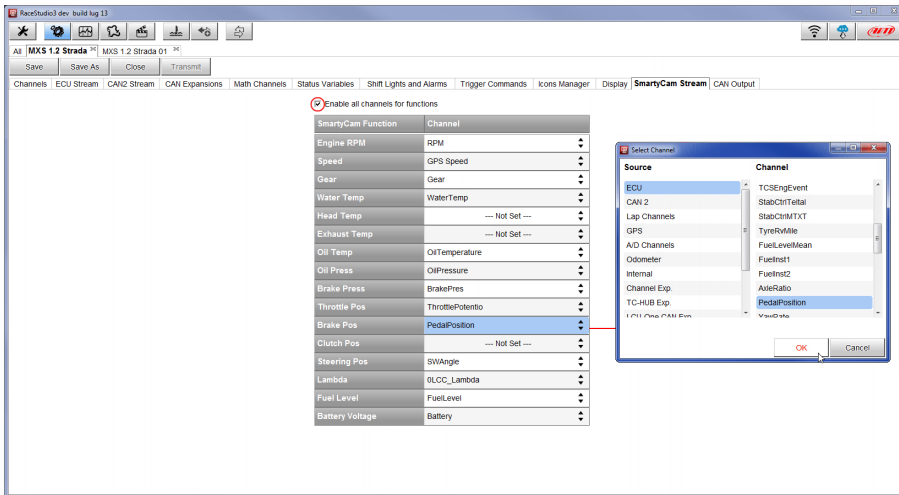 RaceStudio3 dev build lug 13
AiM
All MXS 1.2 Strada MXS 1.2 Strada 01
Save Save As Close Transmit
Channels ECU Stream CAN2 Stream CAN Expansions Math Channels Status Variables Shift Lights and Alarms Trigger Commands Icons Manager Display SmartyCam Stream CAN Output
Enable all channels for functions
SmartyCam Function Channel
Engine RPM RPM
Speed GPS Speed
Gear Gear
Water Temp WaterTemp
Head Temp --- Not Set ---
Exhaust Temp --- Not Set ---
Oil Temp OilTemperature
Oil Press OilPressure
Brake Press BrakePres
Throttle Pos ThrottlePotentio
Brake Pos PedalPosition
Clutch Pos --- Not Set ---
Steering Pos SWAngle
Lambda 0LCC_Lambda
Fuel Level FuelLevel
Battery Voltage Battery
Select Channel
Source Channel
ECU TCSEngEvent
CAN 2 StabCtrlTeltal
Lap Channels StabCtrlMTXT
GPS TyreRvMile
A/D Channels FuelLevelMean
Odometer FuelInst1
Internal FuelInst2
Channel Exp. AxleRatio
TC-HUB Exp. PedalPosition
LCU One CAN Exp YawRate
OK Cancel